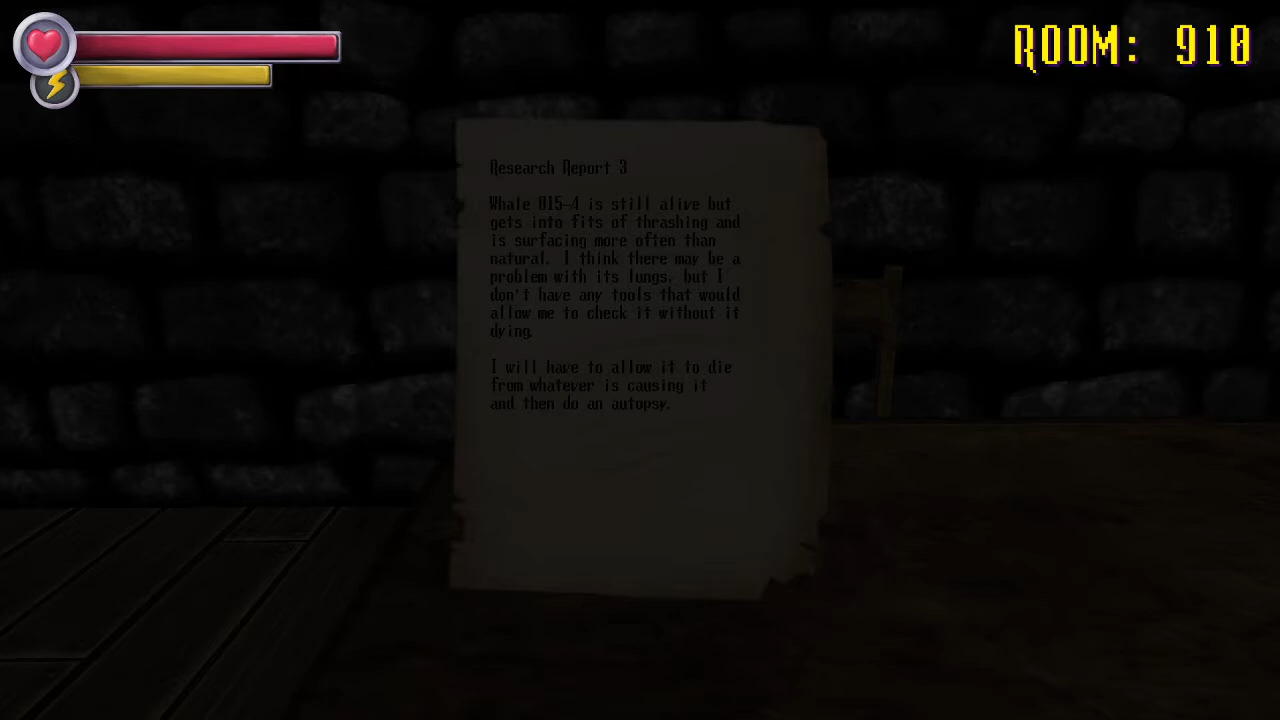 ROOM: 910
Research Report 3
Whale 015-A is still alive but
gets into fits of thrashing and
is surfacing more often than
natural. I think there may be a
problem with its lungs, but I
don't have any tools that would
allow me to check it without it
dying.
I will have to allow it to die
from whatever is causing it
and then do an autopsy.